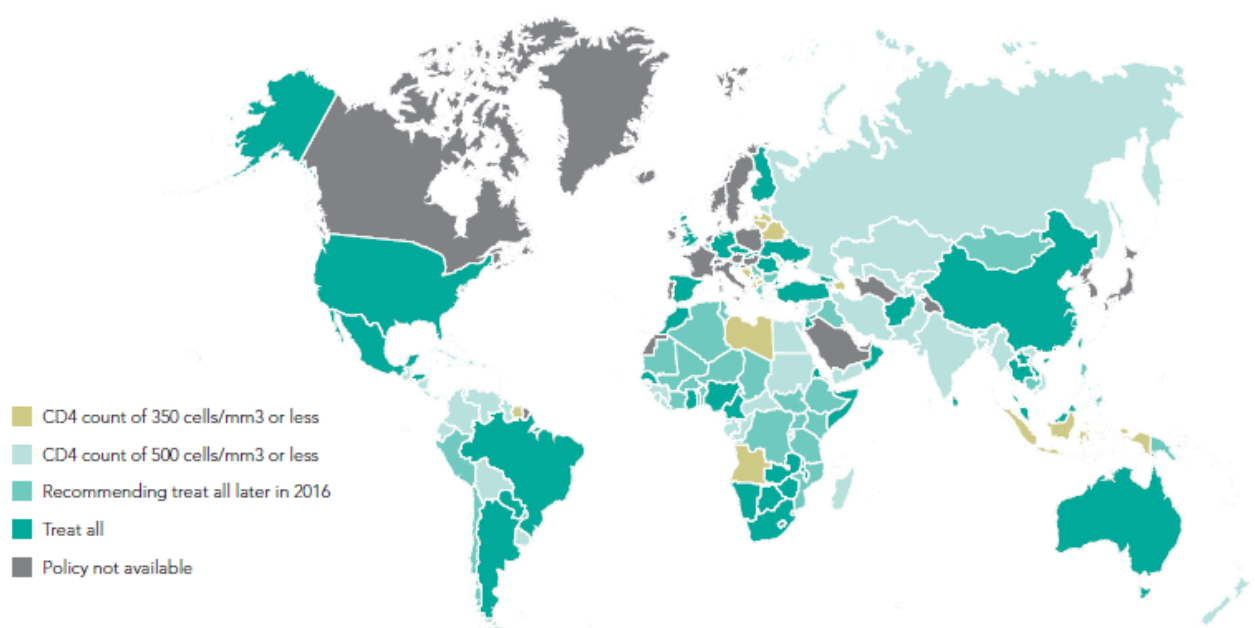 CD4 count of 350 cells/mm3 or less
CD4 count of 500 cells/mm3 or less
Recommending treat all later in 2016
Treat all
Policy not available